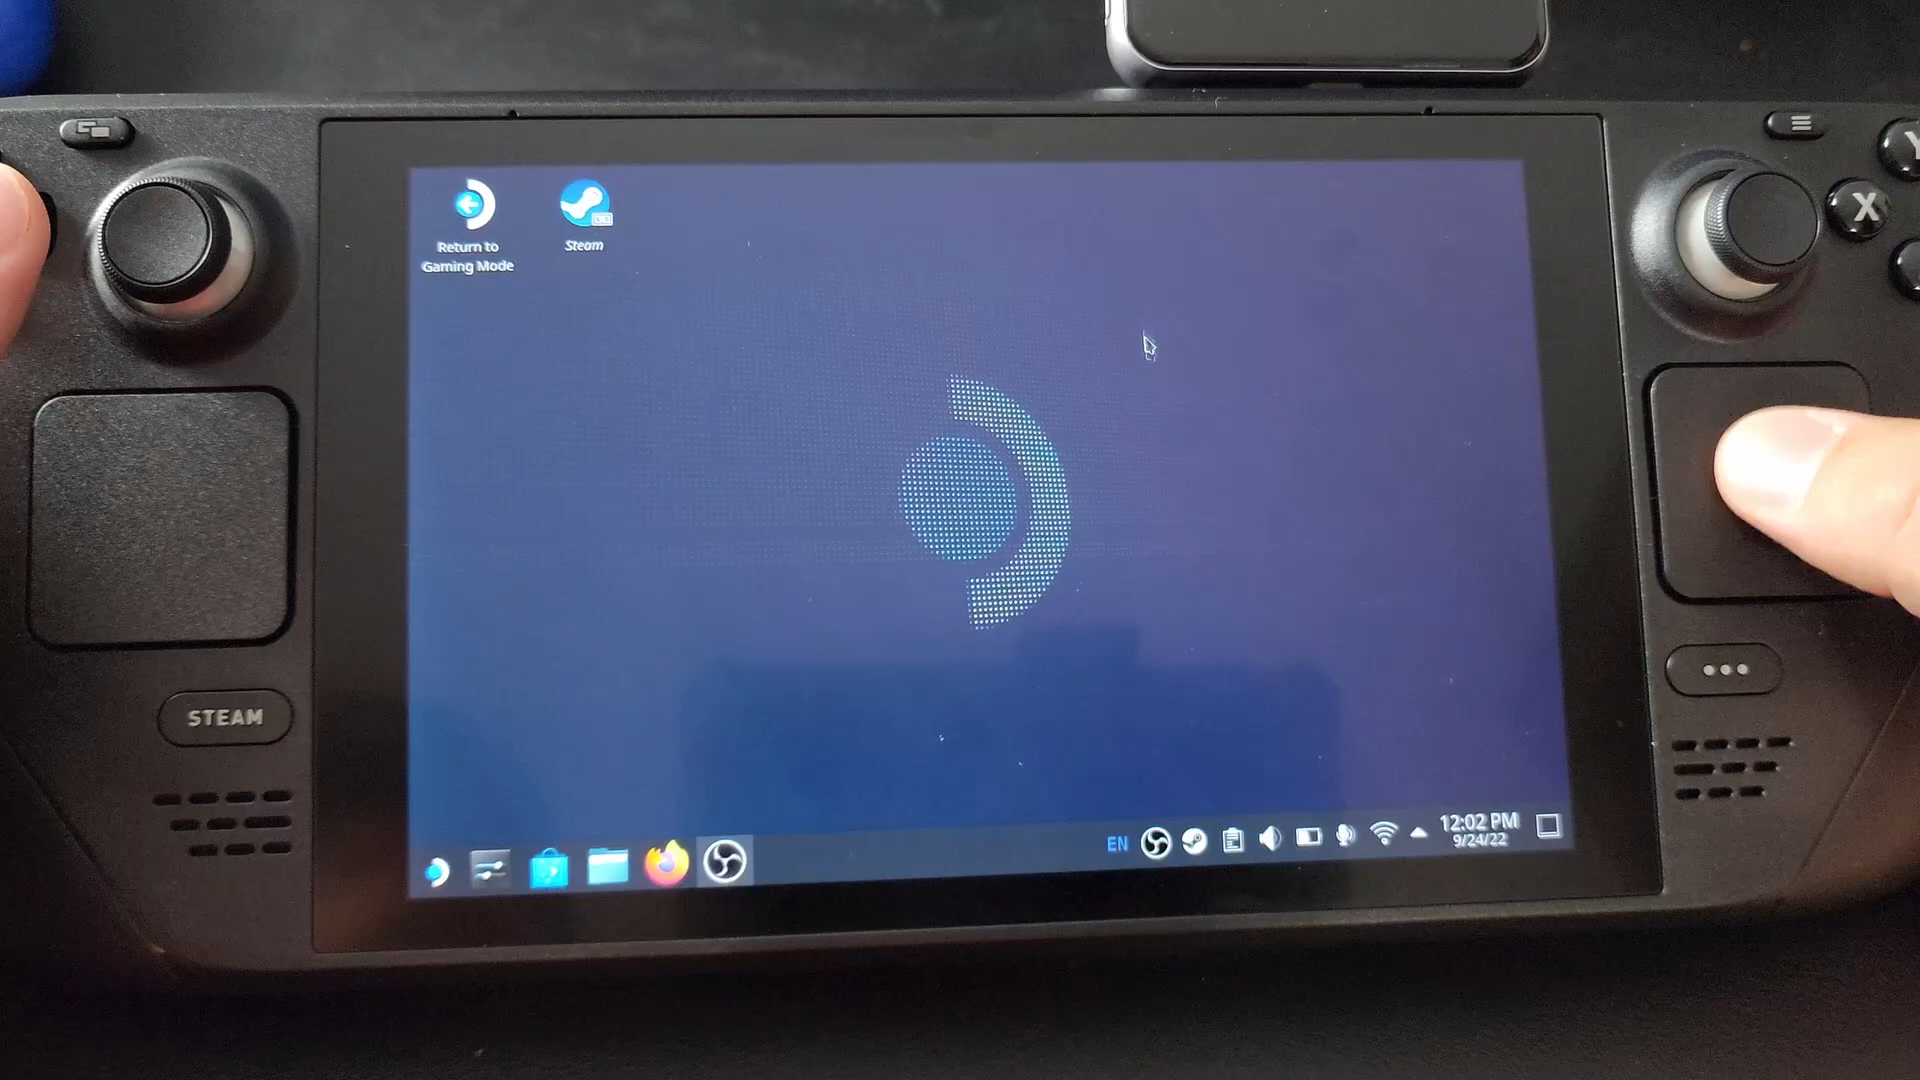 Y
X
Return to
Gaming Mode
Steam
STEAM
EN
12:02 PM
9/24/22